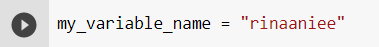 my_variable_name = "rinaaniee"